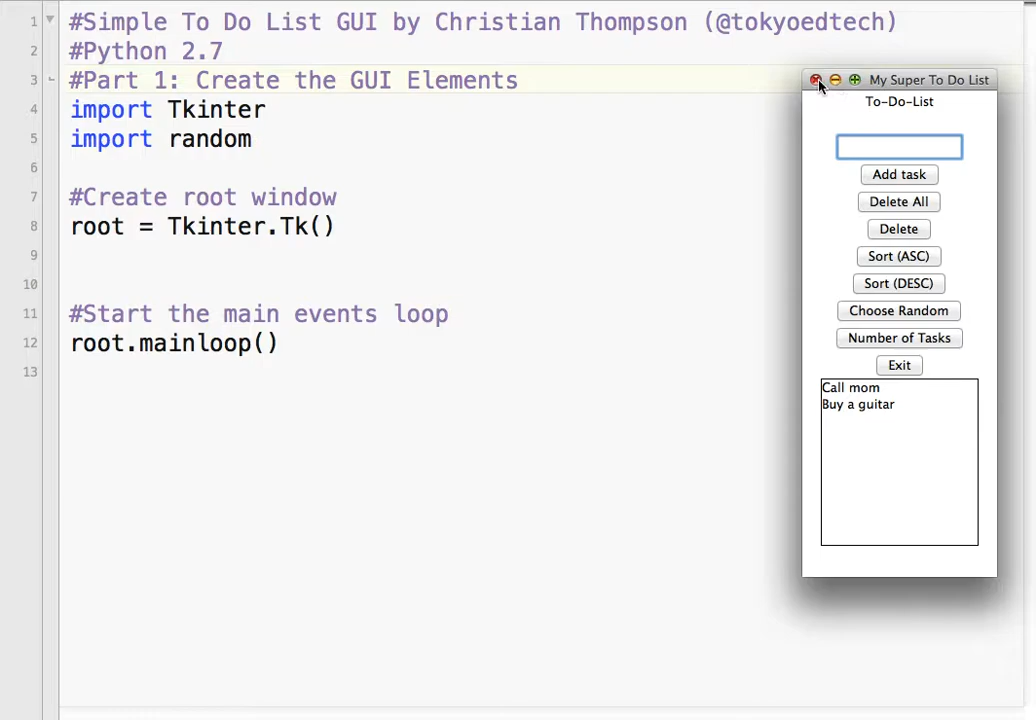 1 #Simple To Do List GUI by Christian Thompson (@tokyoedtech)
2 #Python 2.7
3 #Part 1: Create the GUI Elements
4 import Tkinter
5 import random
6
7 #Create root window
8 root = Tkinter.Tk()
9
10
11 #Start the main events loop
12 root.mainloop()
13
My Super To Do List
To-Do-List
Add task
Delete All
Delete
Sort (ASC)
Sort (DESC)
Choose Random
Number of Tasks
Exit
Call mom
Buy a guitar